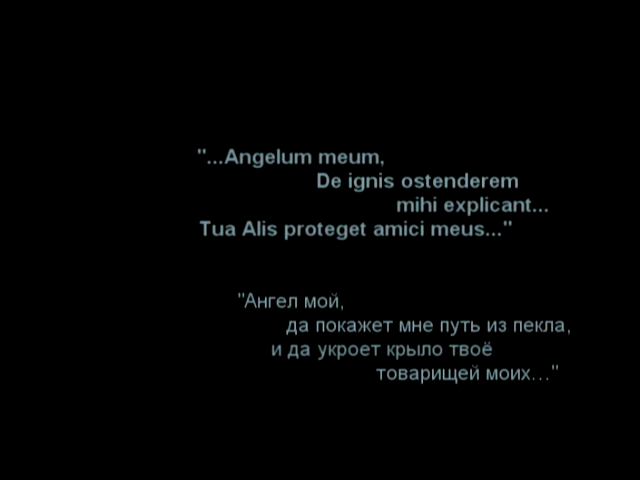 "...Angelum meum,
De ignis ostenderem
mihi explicant...
Tua Alis proteget amici meus..."
"Ангел мой,
да покажет мне путь из пекла,
и да укроет крыло твоё
товарищей моих..."